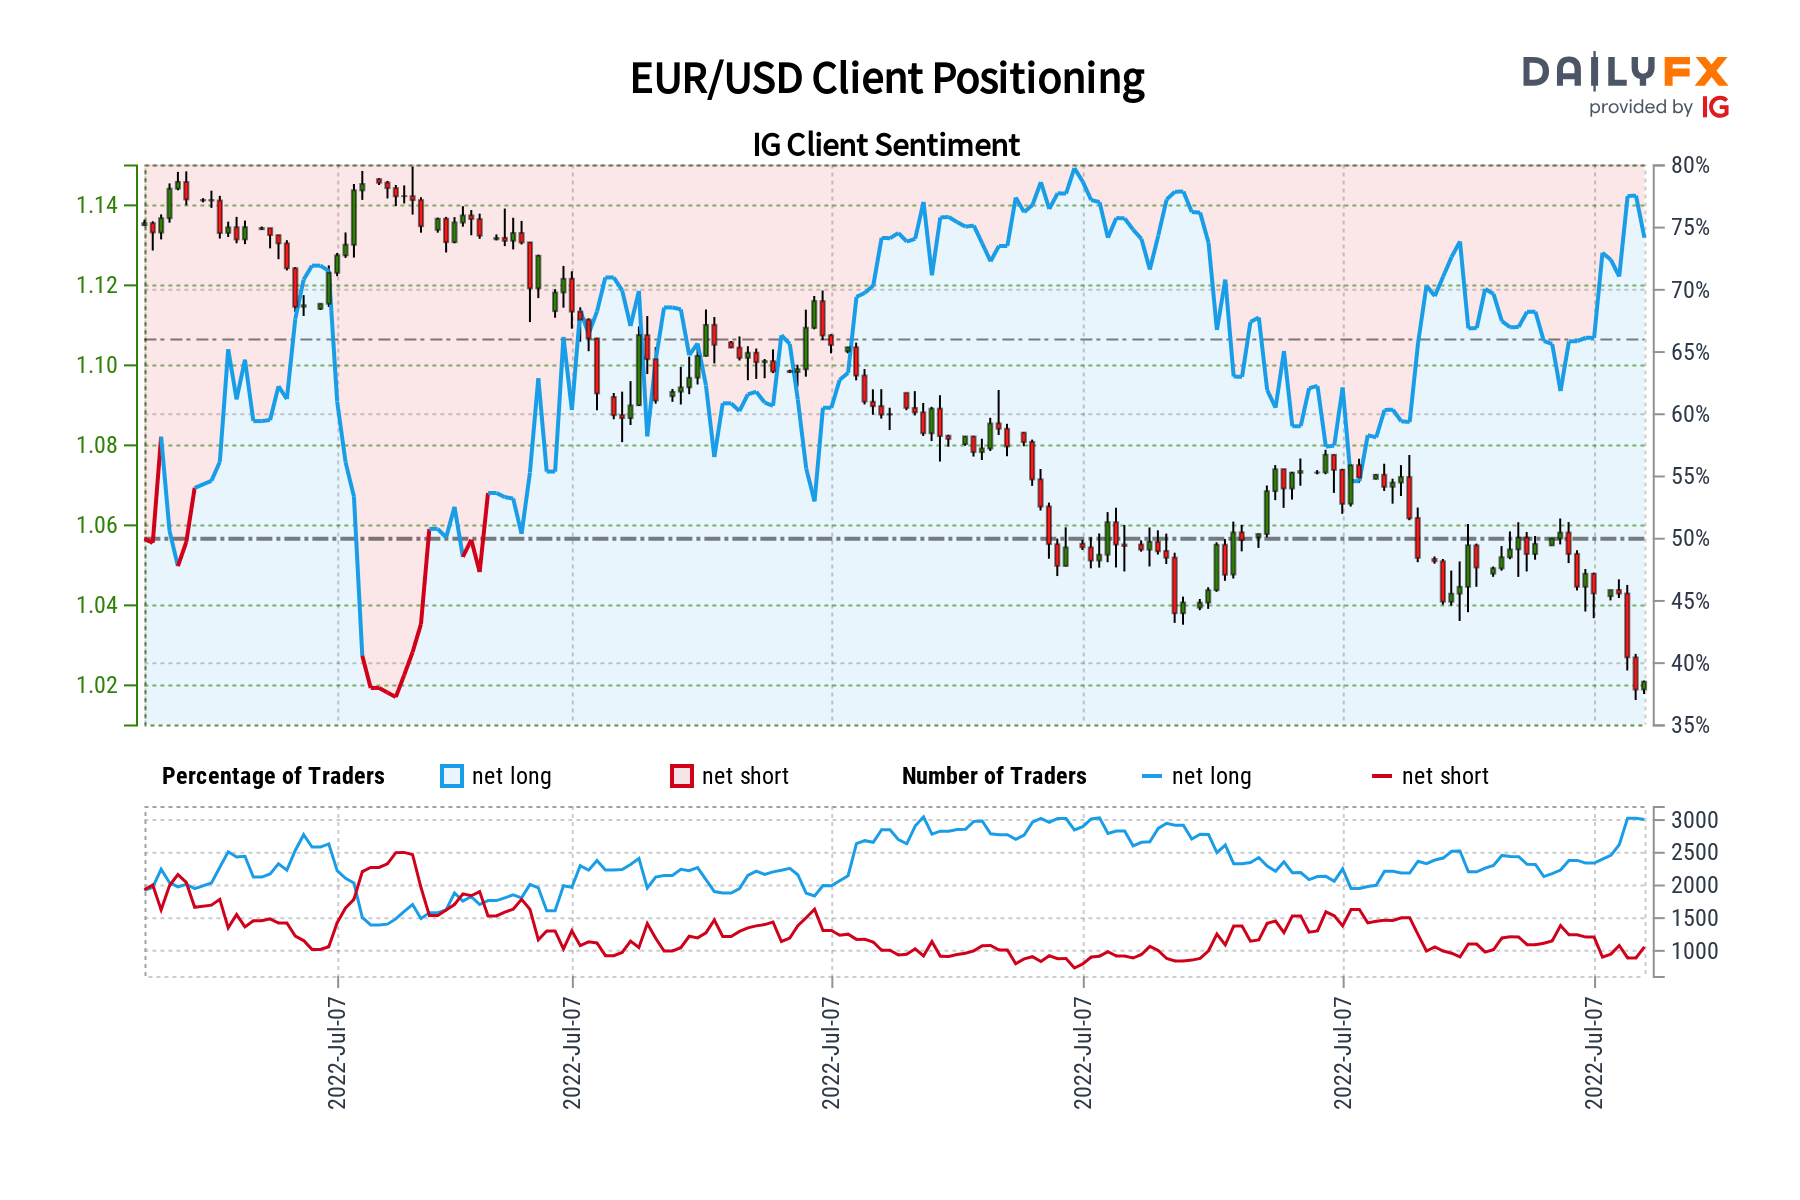 EUR/USD Client Positioning
DAILYFX
provided by IG
IG Client Sentiment
1.14
1.12
1.10
1.08
1.06
1.04
1.02
80%
75%
70%
65%
60%
55%
50%
45%
40%
35%
Percentage of Traders net long net short Number of Traders net long net short
3000
2500
2000
1500
1000
2022-Jul-07
2022-Jul-07
2022-Jul-07
2022-Jul-07
2022-Jul-07
2022-Jul-07